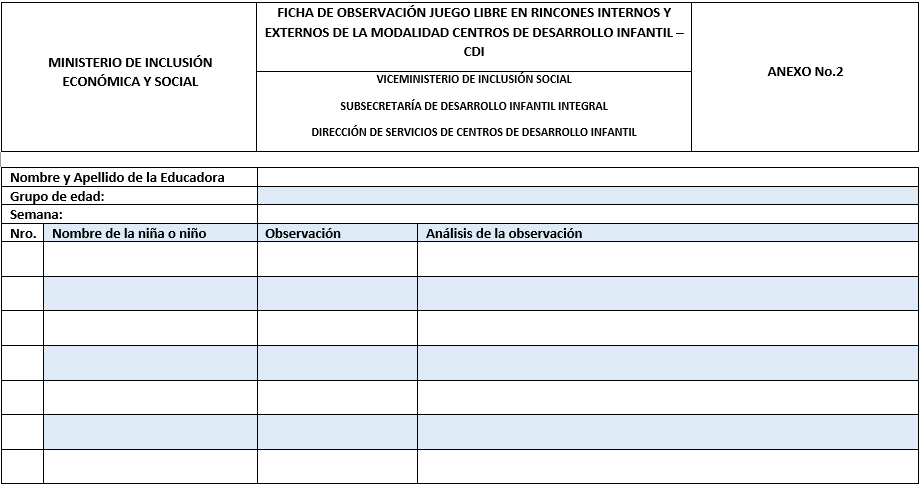 MINISTERIO DE INCLUSIÓN
ECONÓMICA Y SOCIAL
FICHA DE OBSERVACIÓN JUEGO LIBRE EN RINCONES INTERNOS Y
EXTERNOS DE LA MODALIDAD CENTROS DE DESARROLLO INFANTIL –
CDI
VICEMINISTERIO DE INCLUSIÓN SOCIAL
SUBSECRETARÍA DE DESARROLLO INFANTIL INTEGRAL
DIRECCIÓN DE SERVICIOS DE CENTROS DE DESARROLLO INFANTIL
ANEXO No.2
Nombre y Apellido de la Educadora
Grupo de edad:
Semana:
Nro. Nombre de la niña o niño Observación Análisis de la observación